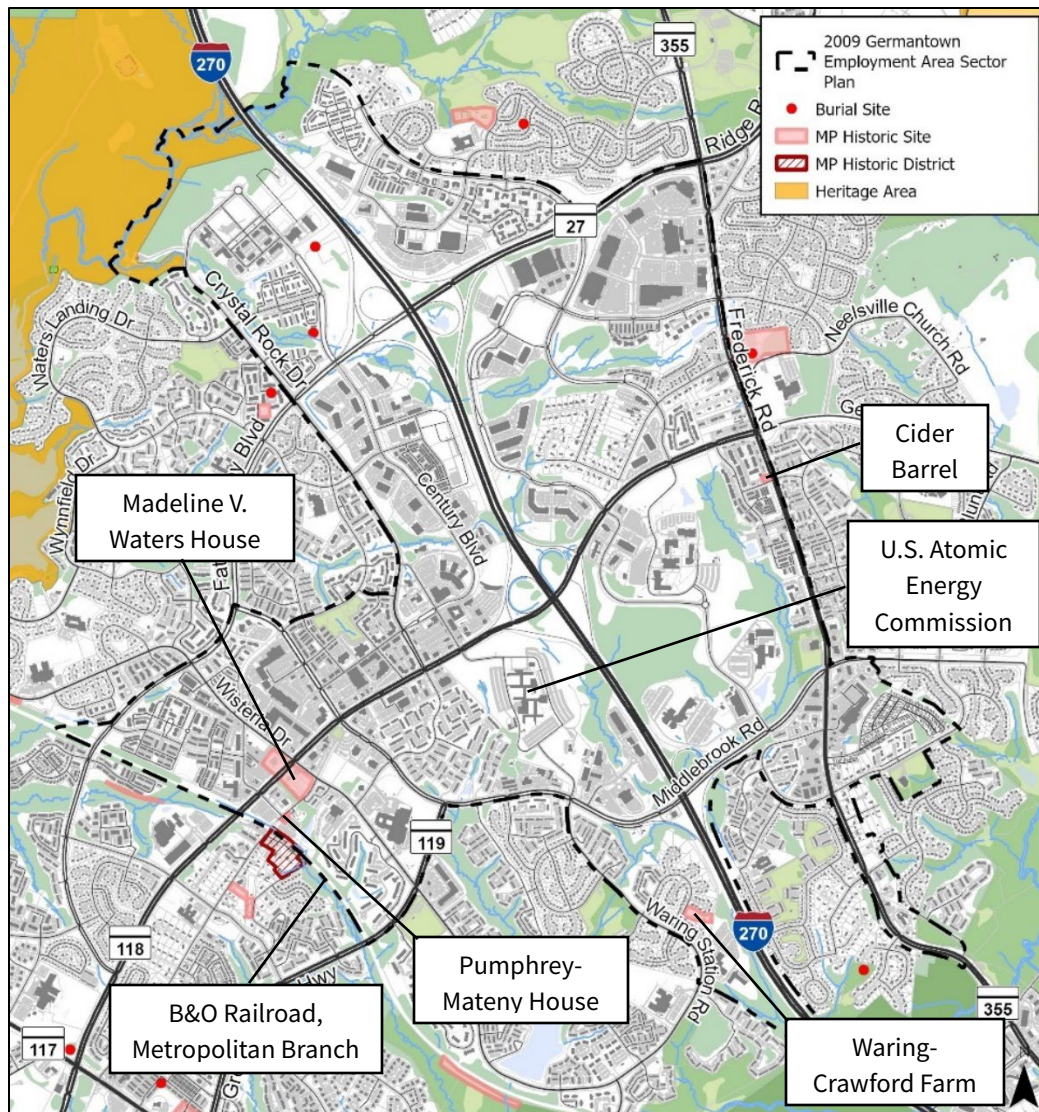 270
355
2009 Germantown
Employment Area Sector
Plan
Burial Site
MP Historic Site
MP Historic District
Heritage Area
Ridge
27
Crystal Rock Dr
Waters Landing Dr
Frederick Rd
Neelsville Church Rd
Cider
Barrel
Madeline V.
Waters House
Wynnfield Dr
Blvd
Century Blvd
U.S. Atomic
Energy
Commission
Wisteria Dr
Middlebrook Rd
119
118
Waring Station Rd
270
Pumphrey-
Mateny House
Hwy
B&O Railroad,
Metropolitan Branch
355
117
Waring-
Crawford Farm